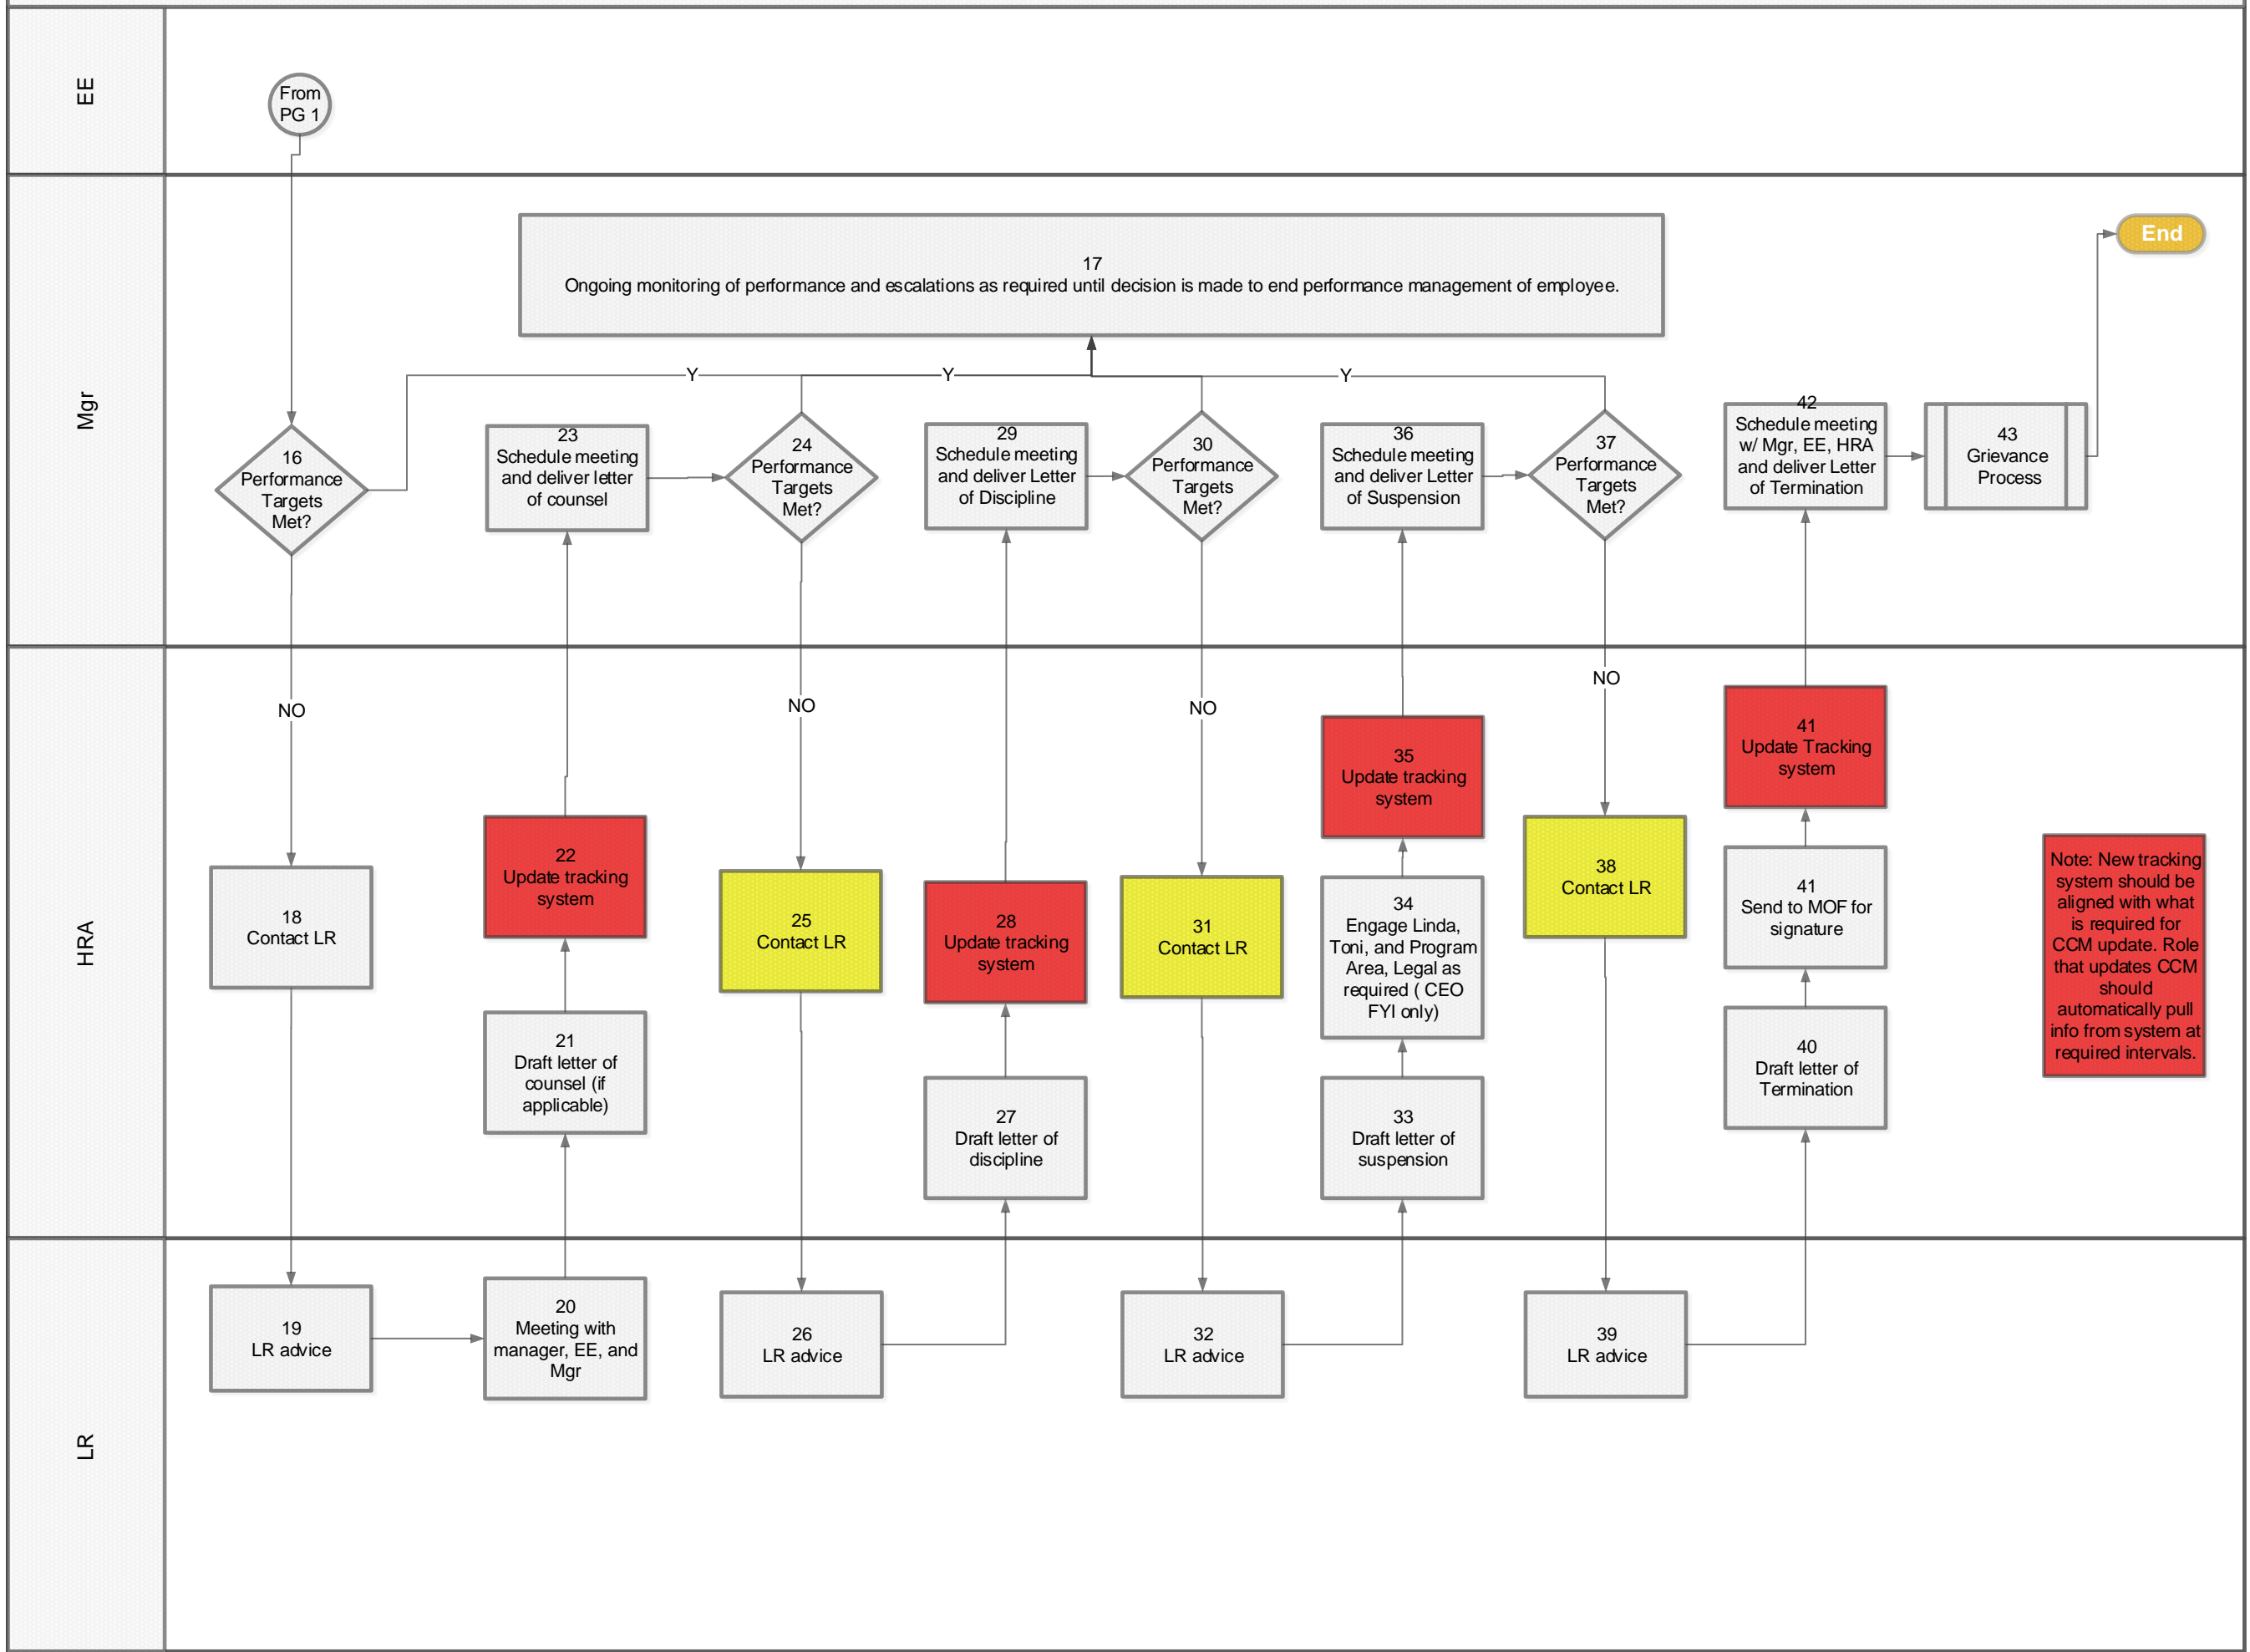 EE
From
PG 1
Mgr
17
Ongoing monitoring of performance and escalations as required until decision is made to end performance management of employee.
End
Y
Y
Y
16
Performance
Targets
Met?
23
Schedule meeting
and deliver letter
of counsel
24
Performance
Targets
Met?
29
Schedule meeting
and deliver Letter
of Discipline
30
Performance
Targets
Met?
36
Schedule meeting
and deliver Letter
of Suspension
37
Performance
Targets
Met?
42
Schedule meeting
w/ Mgr, EE, HRA
and deliver Letter
of Termination
43
Grievance
Process
HRA
NO
NO
NO
NO
18
Contact LR
22
Update tracking
system
21
Draft letter of
counsel (if
applicable)
25
Contact LR
28
Update tracking
system
27
Draft letter of
discipline
31
Contact LR
35
Update tracking
system
34
Engage Linda,
Toni, and Program
Area, Legal as
required ( CEO
FYI only)
33
Draft letter of
suspension
38
Contact LR
41
Update Tracking
system
41
Send to MOF for
signature
40
Draft letter of
Termination
Note: New tracking
system should be
aligned with what
is required for
CCM update. Role
that updates CCM
should
automatically pull
info from system at
required intervals.
LR
19
LR advice
20
Meeting with
manager, EE, and
Mgr
26
LR advice
32
LR advice
39
LR advice